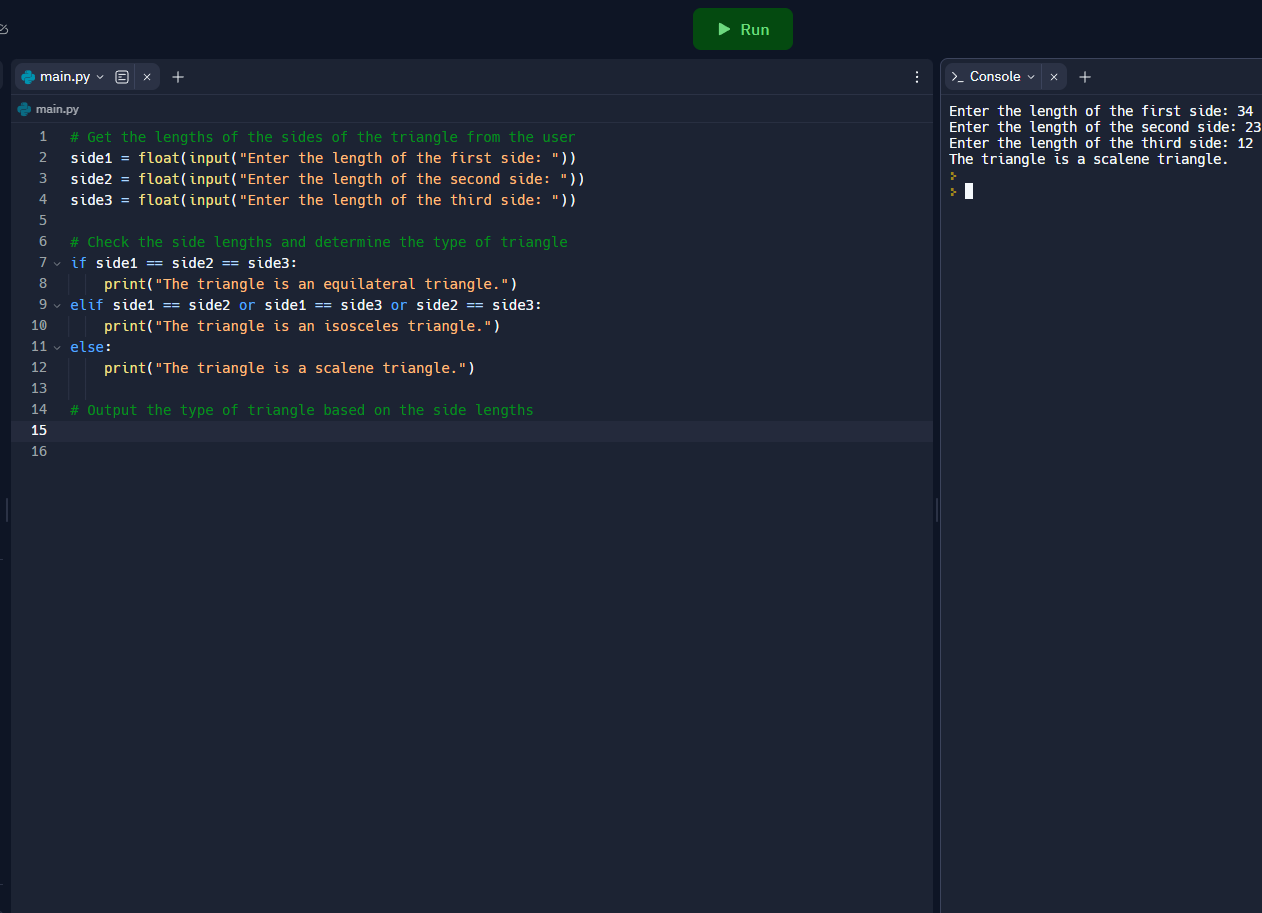 Run
main.py
main.py
1 # Get the lengths of the sides of the triangle from the user
2 side1 = float(input("Enter the length of the first side: "))
3 side2 = float(input("Enter the length of the second side: "))
4 side3 = float(input("Enter the length of the third side: "))
5
6 # Check the side lengths and determine the type of triangle
7 if side1 == side2 == side3:
8     print("The triangle is an equilateral triangle.")
9 elif side1 == side2 or side1 == side3 or side2 == side3:
10     print("The triangle is an isosceles triangle.")
11 else:
12     print("The triangle is a scalene triangle.")
13
14 # Output the type of triangle based on the side lengths
15
16
>_ Console
Enter the length of the first side: 34
Enter the length of the second side: 23
Enter the length of the third side: 12
The triangle is a scalene triangle.